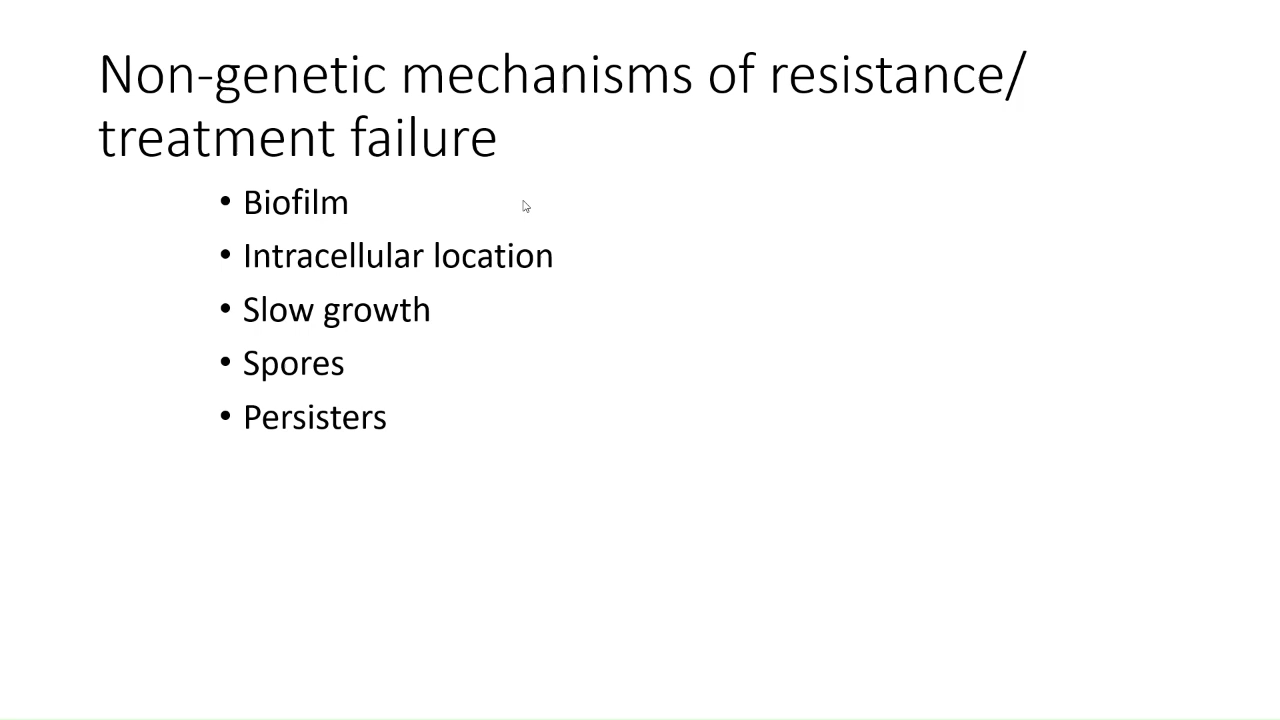 Non-genetic mechanisms of resistance/
treatment failure
• Biofilm
• Intracellular location
• Slow growth
• Spores
• Persisters